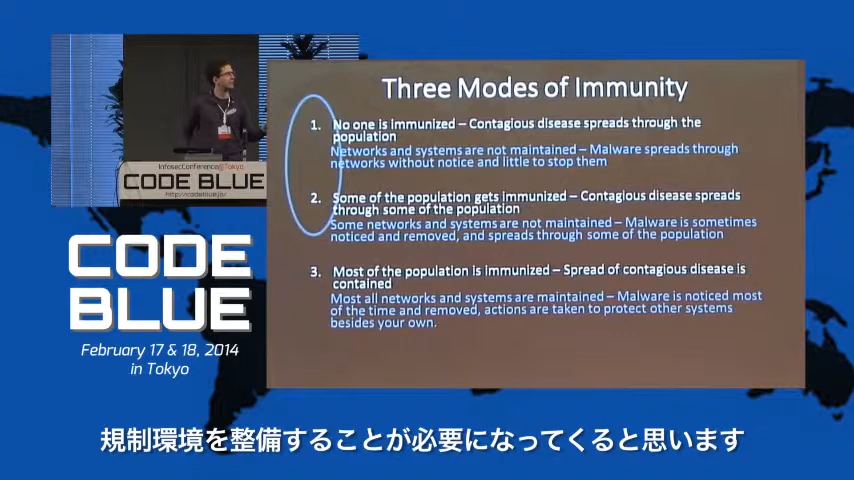 InfosecConference@Tokyo
CODE BLUE
http://codeblue.jp/
CODE
BLUE
February 17 & 18, 2014
in Tokyo
Three Modes of Immunity
1. No one is immunized – Contagious disease spreads through the
population
Networks and systems are not maintained – Malware spreads through
networks without notice and little to stop them
2. Some of the population gets immunized – Contagious disease spreads
through some of the population
Some networks and systems are not maintained – Malware is sometimes
noticed and removed, and spreads through some of the population
3. Most of the population is immunized – Spread of contagious disease is
contained
Most all networks and systems are maintained – Malware is noticed most
of the time and removed, actions are taken to protect other systems
besides your own.
規制環境を整備することが必要になってくると思います